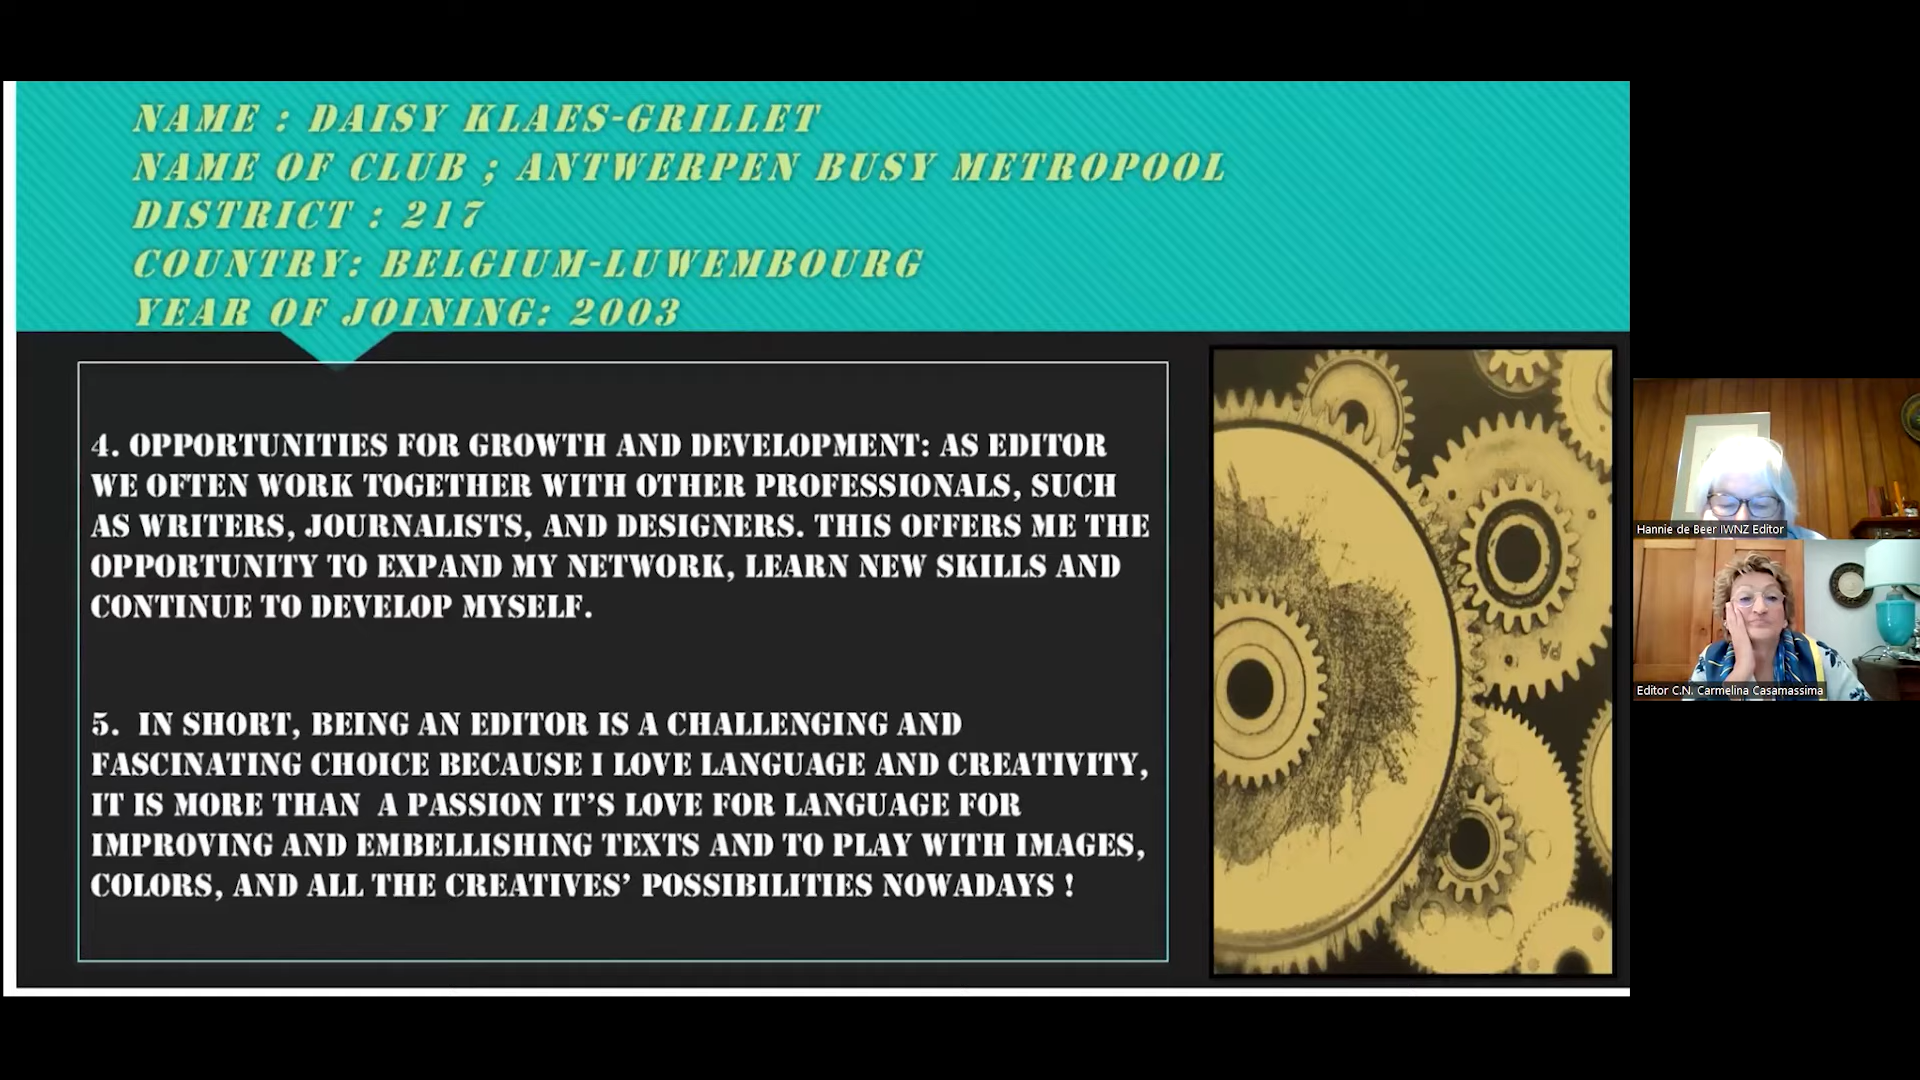 NAME : DAISY KLAES-GRILLET
NAME OF CLUB ; ANTWERPEN BUSY METROPOOL
DISTRICT : 217
COUNTRY: BELGIUM-LUWEMBOURG
YEAR OF JOINING: 2003
4. OPPORTUNITIES FOR GROWTH AND DEVELOPMENT: AS EDITOR
WE OFTEN WORK TOGETHER WITH OTHER PROFESSIONALS, SUCH
AS WRITERS, JOURNALISTS, AND DESIGNERS. THIS OFFERS ME THE
OPPORTUNITY TO EXPAND MY NETWORK, LEARN NEW SKILLS AND
CONTINUE TO DEVELOP MYSELF.
5. IN SHORT, BEING AN EDITOR IS A CHALLENGING AND
FASCINATING CHOICE BECAUSE I LOVE LANGUAGE AND CREATIVITY,
IT IS MORE THAN A PASSION IT’S LOVE FOR LANGUAGE FOR
IMPROVING AND EMBELLISHING TEXTS AND TO PLAY WITH IMAGES,
COLORS, AND ALL THE CREATIVES’ POSSIBILITIES NOWADAYS !
Hannie de Beer IWNZ Editor
Editor C.N. Carmelina Casamassima